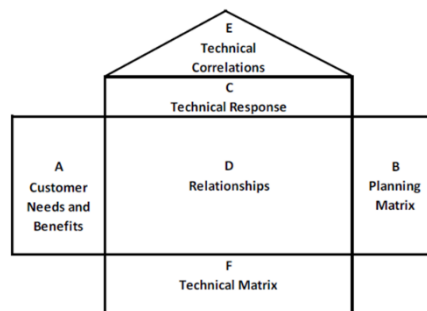 E
Technical
Correlations
C
Technical Response
A
Customer
Needs and
Benefits
D
Relationships
B
Planning
Matrix
F
Technical Matrix